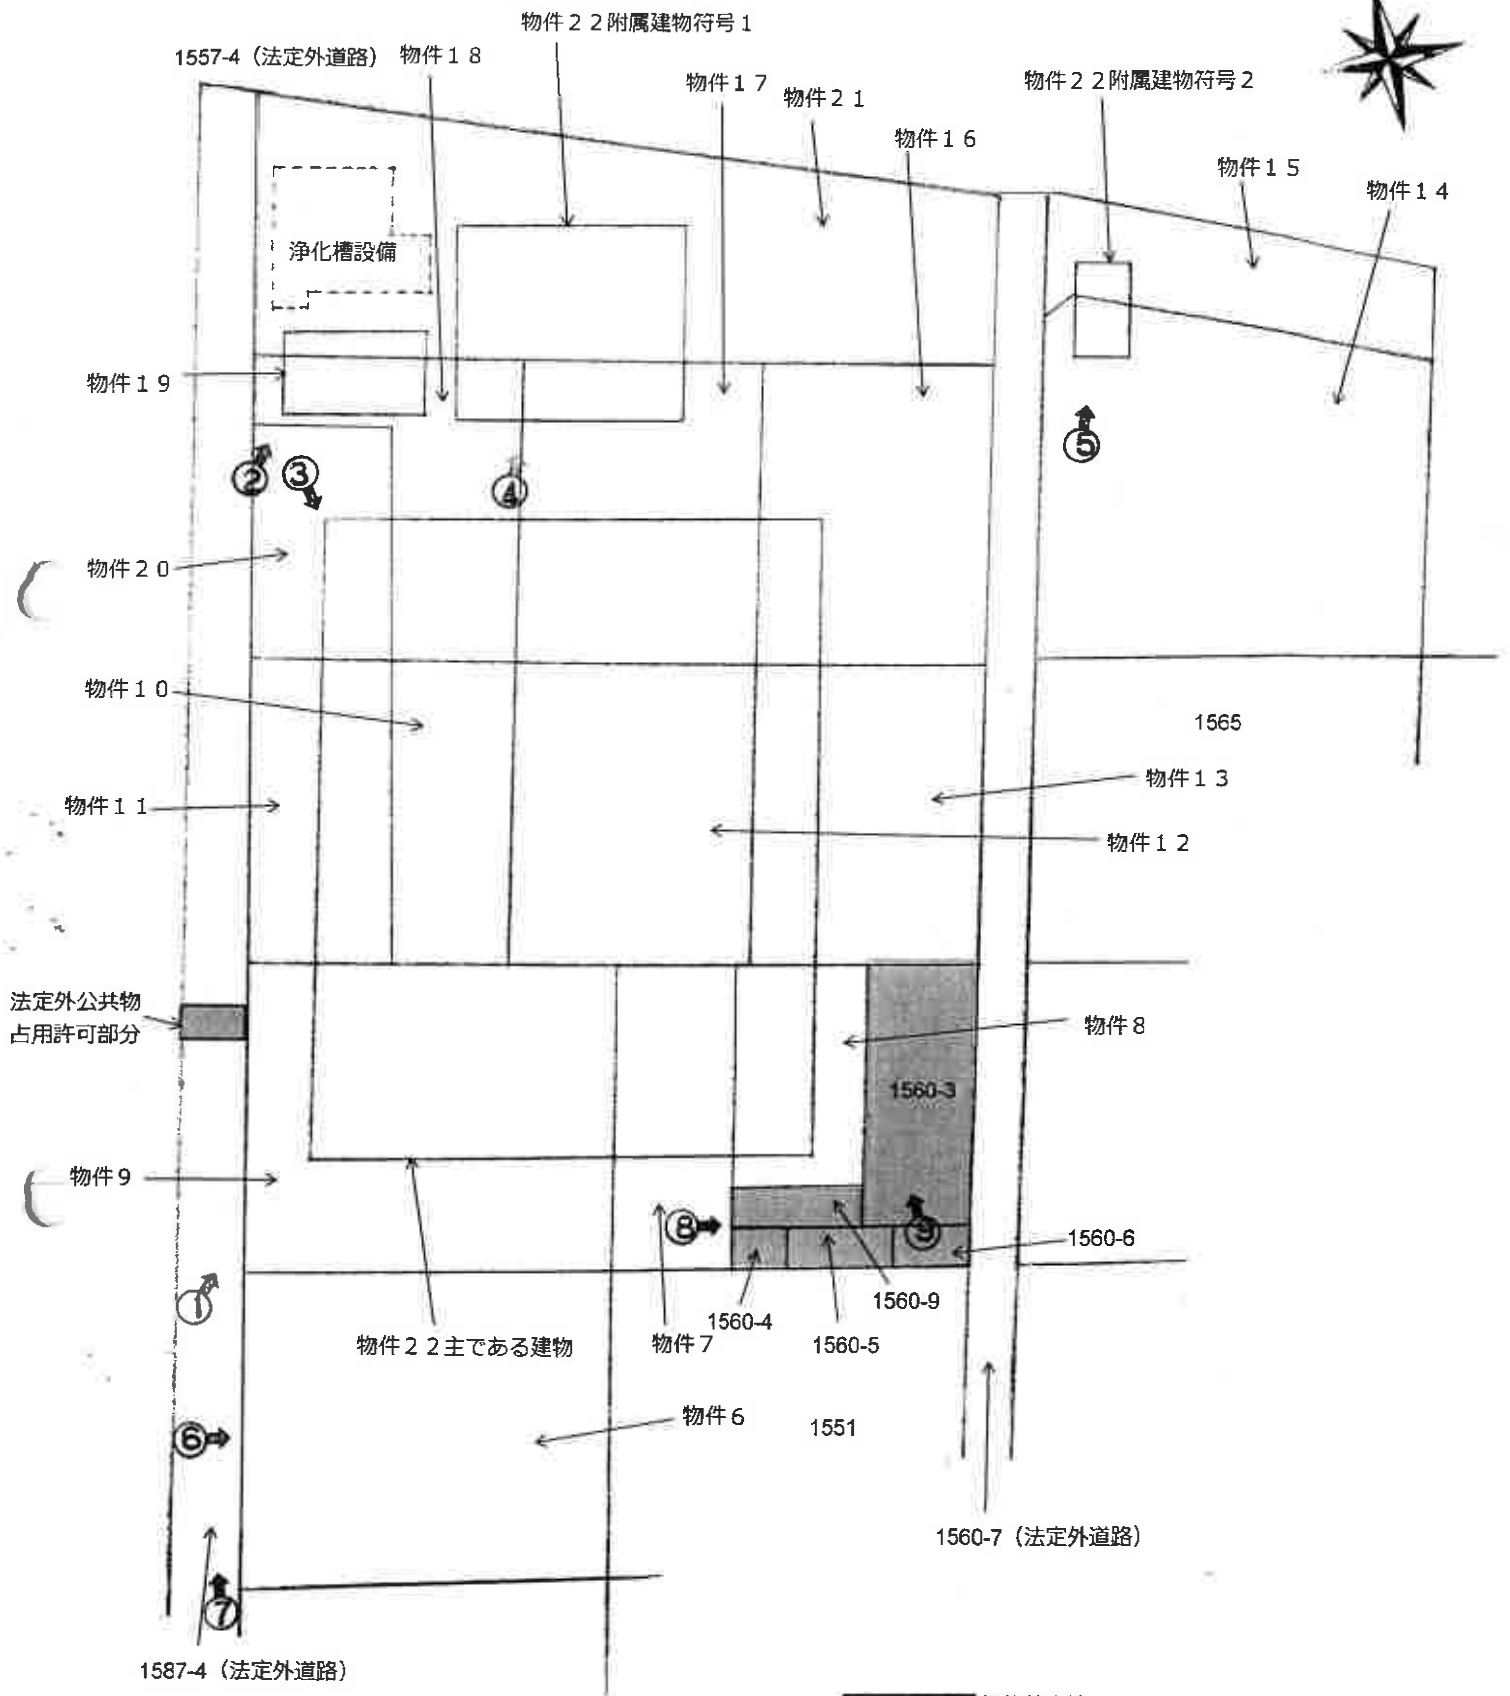 物件２２附属建物符号１
1557-4（法定外道路）
物件１８
物件１７
物件２１
物件２２附属建物符号２
物件１６
物件１５
物件１４
浄化槽設備
物件１９
②
③
④
⑤
物件２０
物件１０
1565
物件１１
物件１３
物件１２
法定外公共物
占用許可部分
物件８
1560-3
物件９
⑧
⑨
1560-6
1560-9
①
1560-4
物件２２主である建物
物件７
1560-5
物件６
1551
⑥
1560-7（法定外道路）
⑦
1587-4（法定外道路）